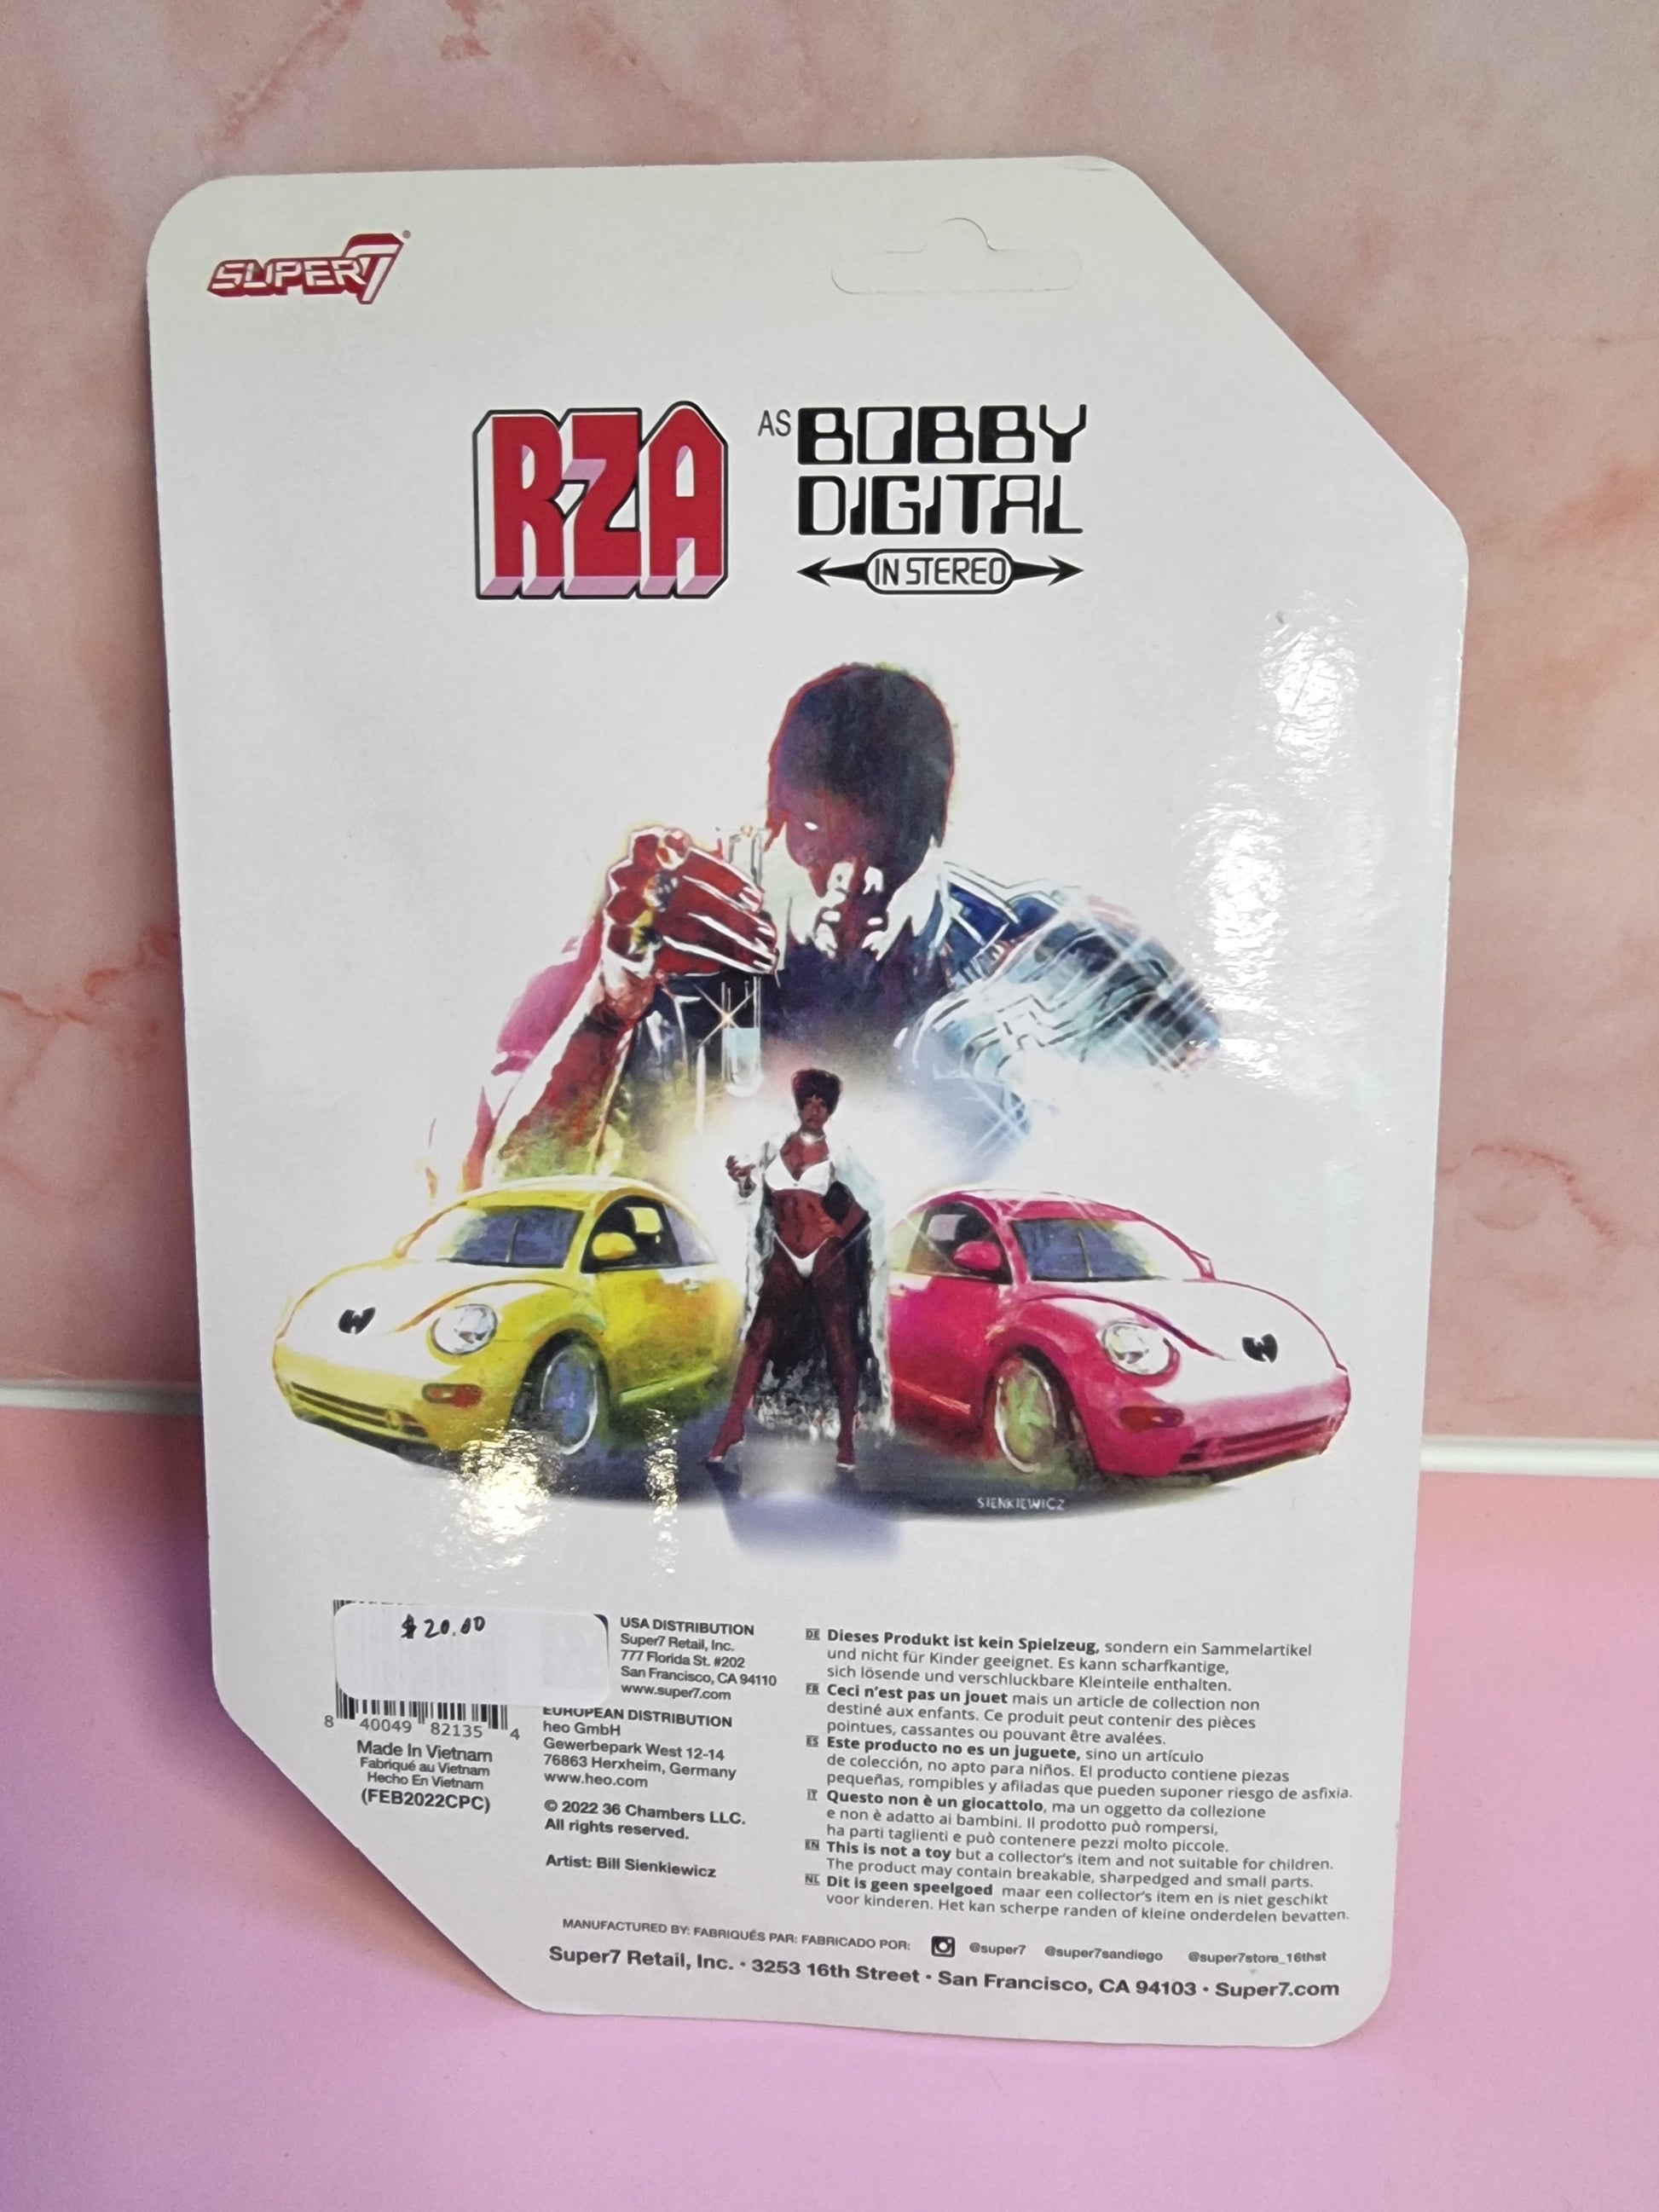 SUPER7®
RZA AS BOBBY
DIGITAL
IN STEREO
SIENKIEWICZ
$20.00
8 40049 82135 4
Made In Vietnam
Fabriqué au Vietnam
Hecho En Vietnam
(FEB2022CPC)
USA DISTRIBUTION
Super7 Retail, Inc.
777 Florida St. #202
San Francisco, CA 94110
www.super7.com
EUROPEAN DISTRIBUTION
heo GmbH
Gewerbepark West 12-14
76863 Herxheim, Germany
www.heo.com
© 2022 36 Chambers LLC.
All rights reserved.
Artist: Bill Sienkiewicz
DE Dieses Produkt ist kein Spielzeug, sondern ein Sammelartikel
und nicht für Kinder geeignet. Es kann scharfkantige,
sich lösende und verschluckbare Kleinteile enthalten.
FR Ceci n'est pas un jouet mais un article de collection non
destiné aux enfants. Ce produit peut contenir des pièces
pointues, cassantes ou pouvant être avalées.
ES Este producto no es un juguete, sino un artículo
de colección, no apto para niños. El producto contiene piezas
pequeñas, rompibles y afiladas que pueden suponer riesgo de asfixia.
IT Questo non è un giocattolo, ma un oggetto da collezione
e non è adatto ai bambini. Il prodotto può rompersi,
ha parti taglienti e può contenere pezzi molto piccole.
EN This is not a toy but a collector's item and not suitable for children.
The product may contain breakable, sharpedged and small parts.
NL Dit is geen speelgoed maar een collector's item en is niet geschikt
voor kinderen. Het kan scherpe randen of kleine onderdelen bevatten.
MANUFACTURED BY: FABRIQUÉS PAR: FABRICADO POR: @super7 @super7sandiego @super7store_16thst
Super7 Retail, Inc. • 3253 16th Street • San Francisco, CA 94103 • Super7.com